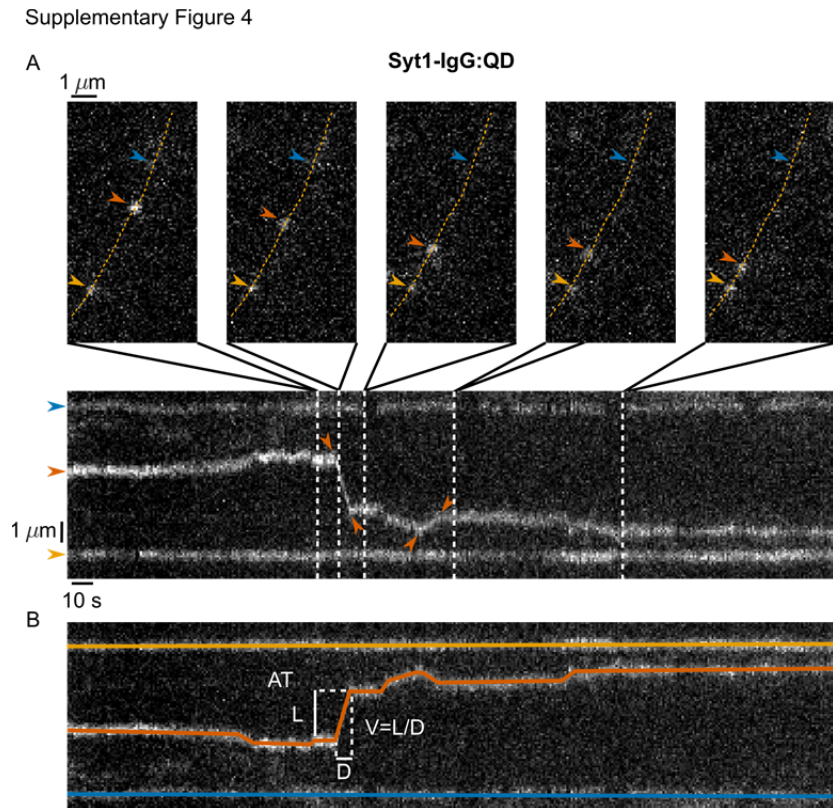 Supplementary Figure 4
A
Syt1-IgG:QD
1 μm
1 μm
10 s
B
AT
L
V=L/D
D